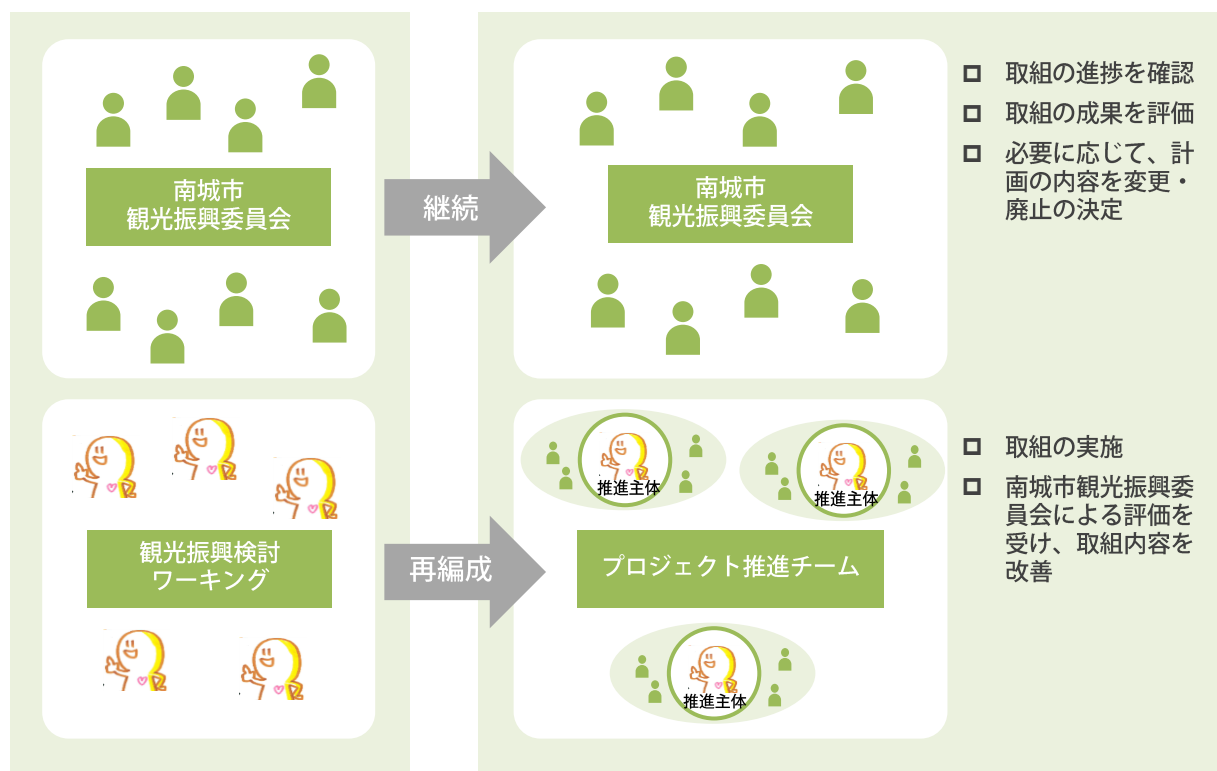 南城市
観光振興委員会
継続
南城市
観光振興委員会
取組の進捗を確認
取組の成果を評価
必要に応じて、計
画の内容を変更・
廃止の決定
観光振興検討
ワーキング
再編成
推進主体
推進主体
プロジェクト推進チーム
推進主体
取組の実施
南城市観光振興委
員会による評価を
受け、取組内容を
改善